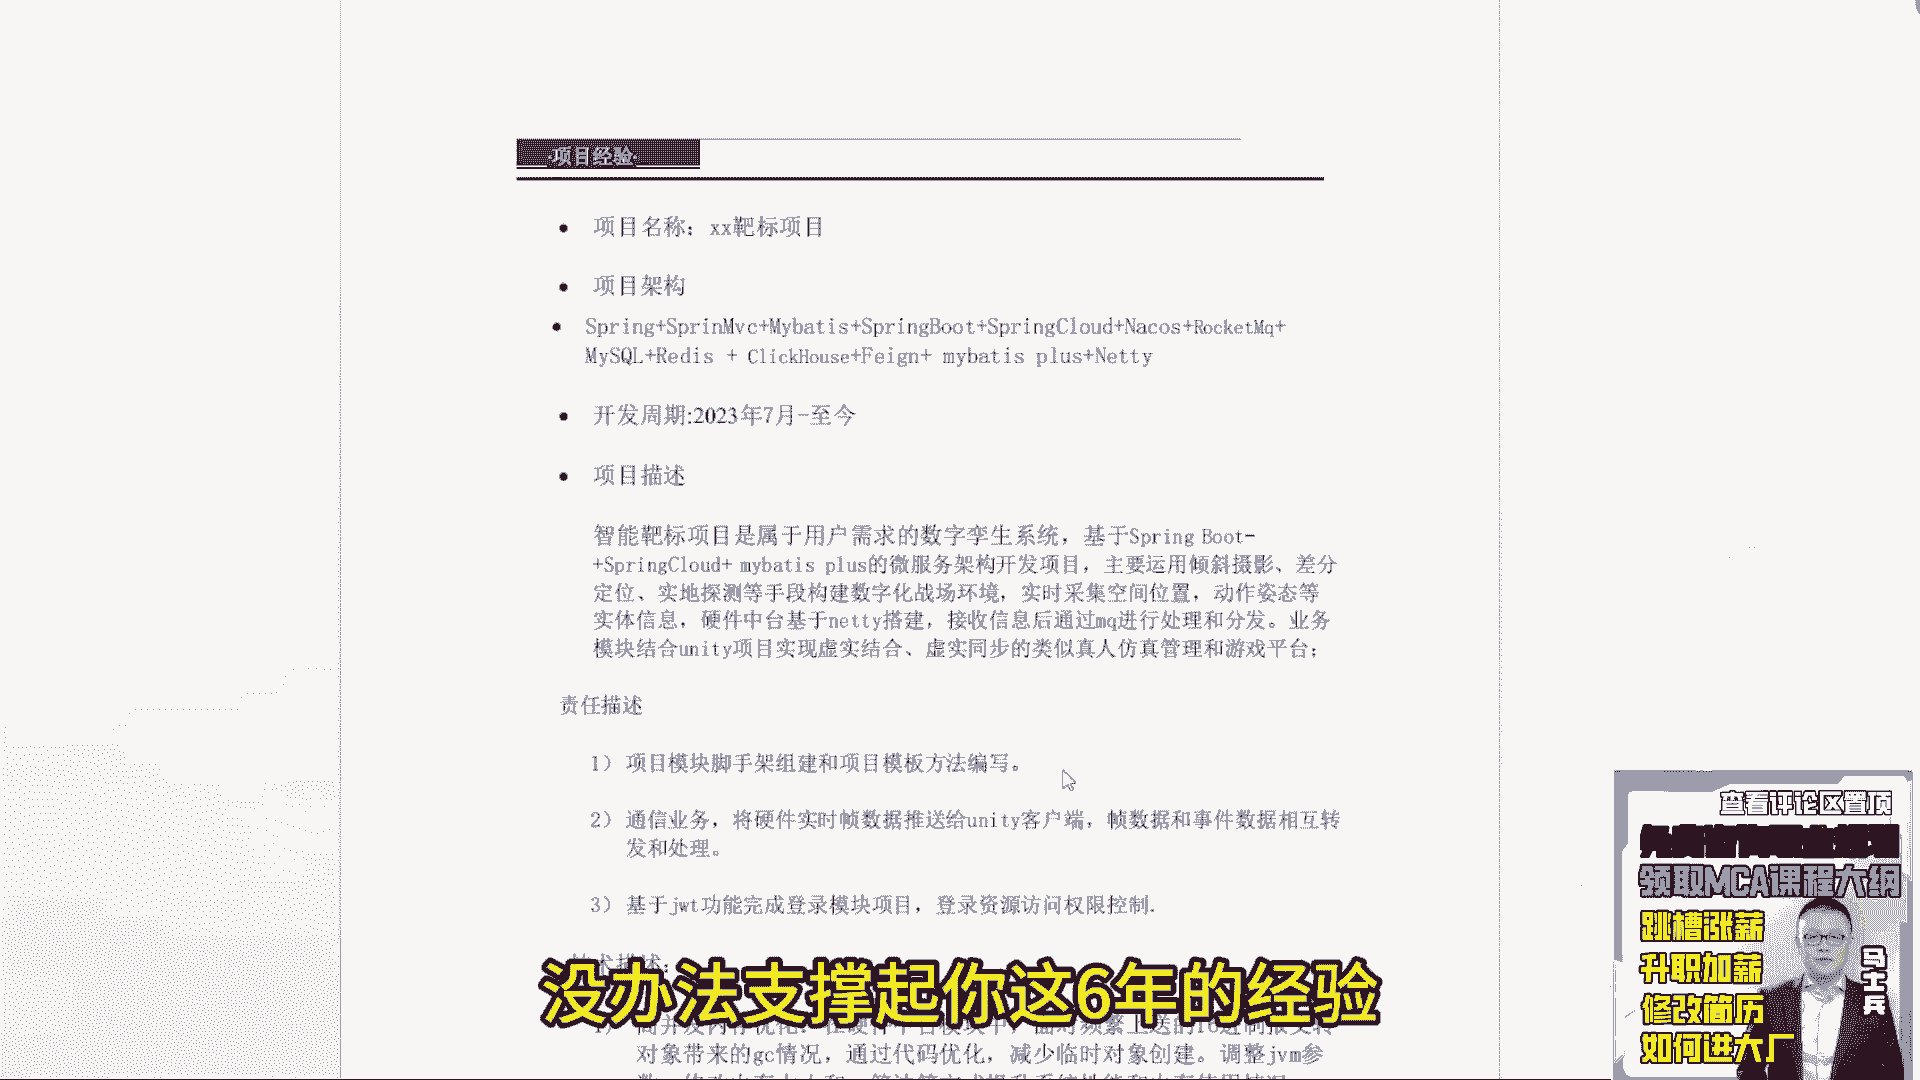 项目经验
项目名称：xx靶标项目
项目架构
Spring+SprinMvc+Mybatis+SpringBoot+SpringCloud+Nacos+RocketMq+
MySQL+Redis + ClickHouse+Feign+ mybatis plus+Netty
开发周期:2023年7月-至今
项目描述
智能靶标项目是属于用户需求的数字孪生系统，基于Spring Boot-
+SpringCloud+ mybatis plus的微服务架构开发项目，主要运用倾斜摄影、差分
定位、实地探测等手段构建数字化战场环境，实时采集空间位置，动作姿态等
实体信息，硬件中台基于netty搭建，接收信息后通过mq进行处理和分发。业务
模块结合unity项目实现虚实结合、虚实同步的类似真人仿真管理和游戏平台；
责任描述
1） 项目模块脚手架组建和项目模板方法编写。
2） 通信业务，将硬件实时帧数据推送给unity客户端，帧数据和事件数据相互转
发和处理。
3） 基于jwt功能完成登录模块项目，登录资源访问权限控制.
没办法支撑起你这6年的经验
对象带来的gc情况，通过代码优化，减少临时对象创建。调整jvm参
查看评论区置顶
领取MCA课程大纲
跳槽涨薪
升职加薪
修改简历
如何进大厂
马士兵